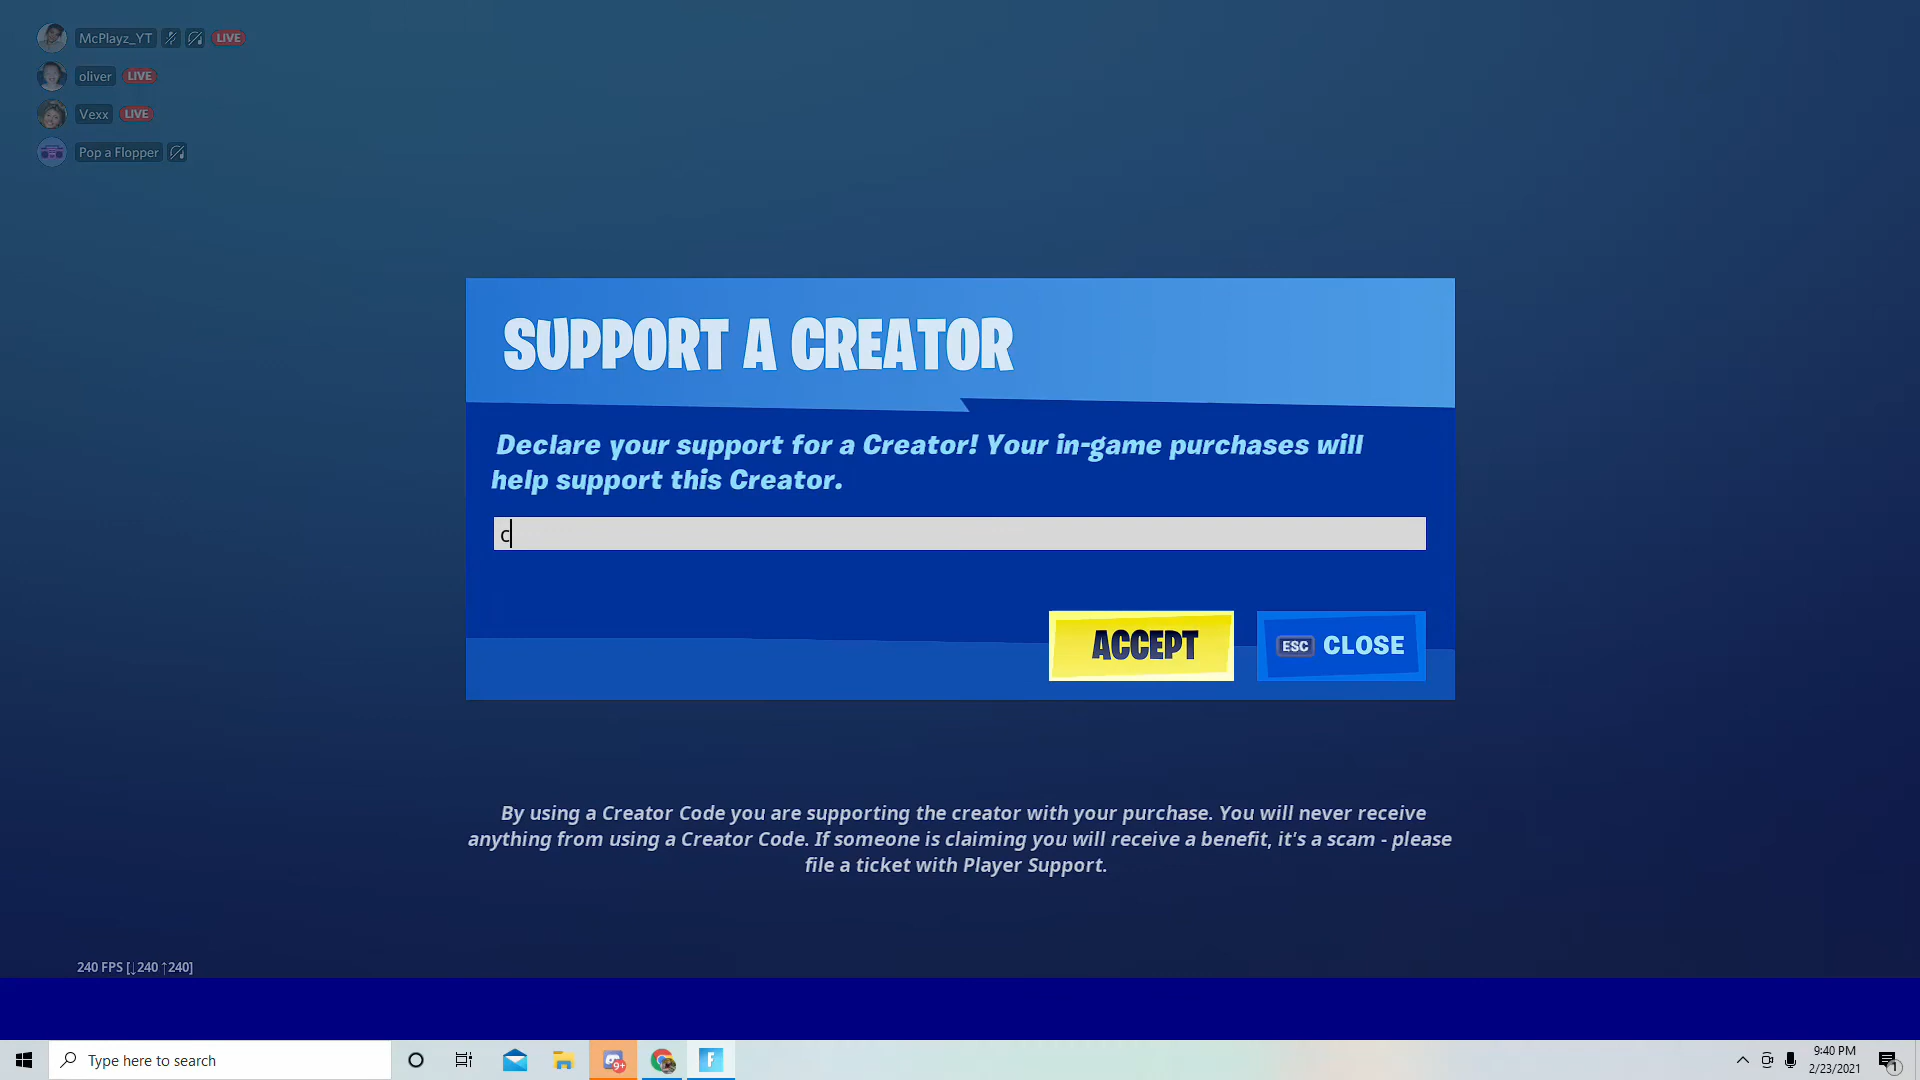 McPlayz_YT LIVE
oliver LIVE
Vexx LIVE
Pop a Flopper
SUPPORT A CREATOR
Declare your support for a Creator! Your in-game purchases will
help support this Creator.
c
ACCEPT
ESC CLOSE
By using a Creator Code you are supporting the creator with your purchase. You will never receive
anything from using a Creator Code. If someone is claiming you will receive a benefit, it's a scam - please
file a ticket with Player Support.
240 FPS [↓240 ↑240]
Type here to search
9+
F
9:40 PM
2/23/2021
1